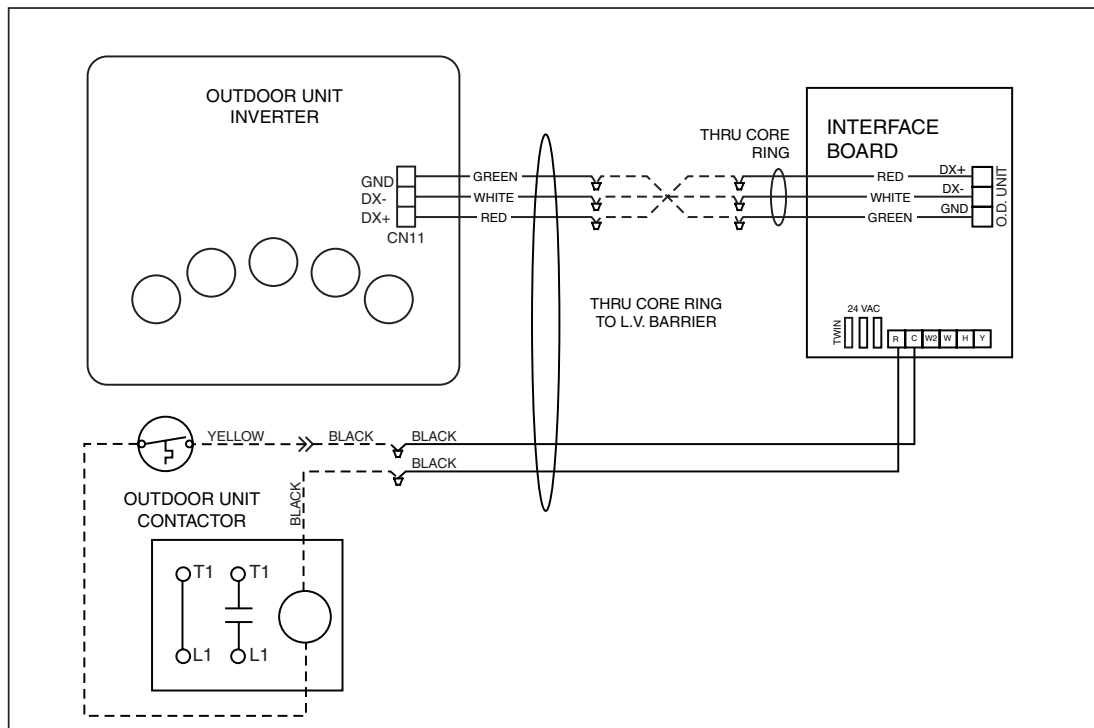 OUTDOOR UNIT
INVERTER
GND
DX-
DX+
CN11
GREEN
WHITE
RED
THRU CORE
RING
INTERFACE
BOARD
RED
WHITE
GREEN
DX+
DX-
GND
O.D. UNIT
THRU CORE RING
TO L.V. BARRIER
TWIN
24 VAC
R
C
W2
W
H
Y
YELLOW
BLACK
BLACK
BLACK
BLACK
OUTDOOR UNIT
CONTACTOR
T1
T1
L1
L1